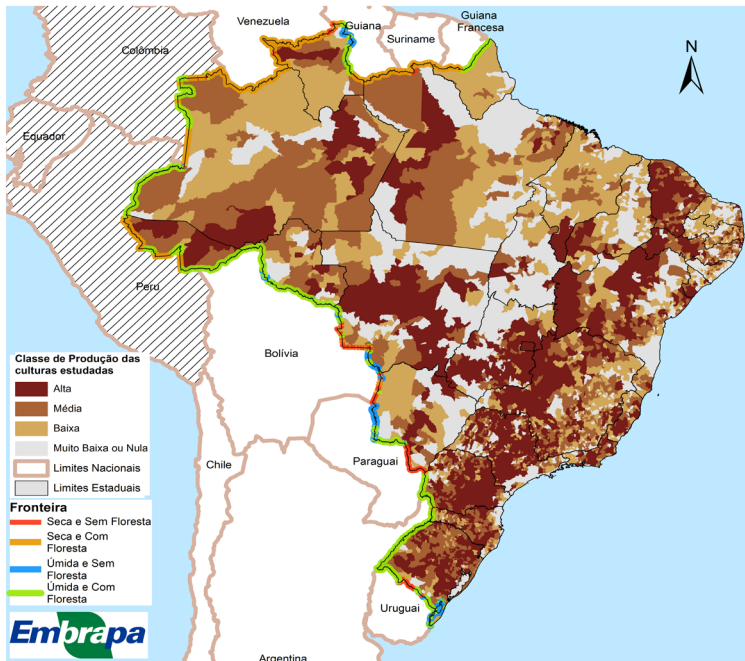 Venezuela
Guiana
Suriname
Guiana
Francesa
Colômbia
N
Equador
Peru
Bolívia
Paraguai
Chile
Uruguai
Argentina
Classe de Produção das
culturas estudadas
Alta
Média
Baixa
Muito Baixa ou Nula
Limites Nacionais
Limites Estaduais
Fronteira
Seca e Sem Floresta
Seca e Com
Floresta
Úmida e Sem
Floresta
Úmida e Com
Floresta
Embrapa